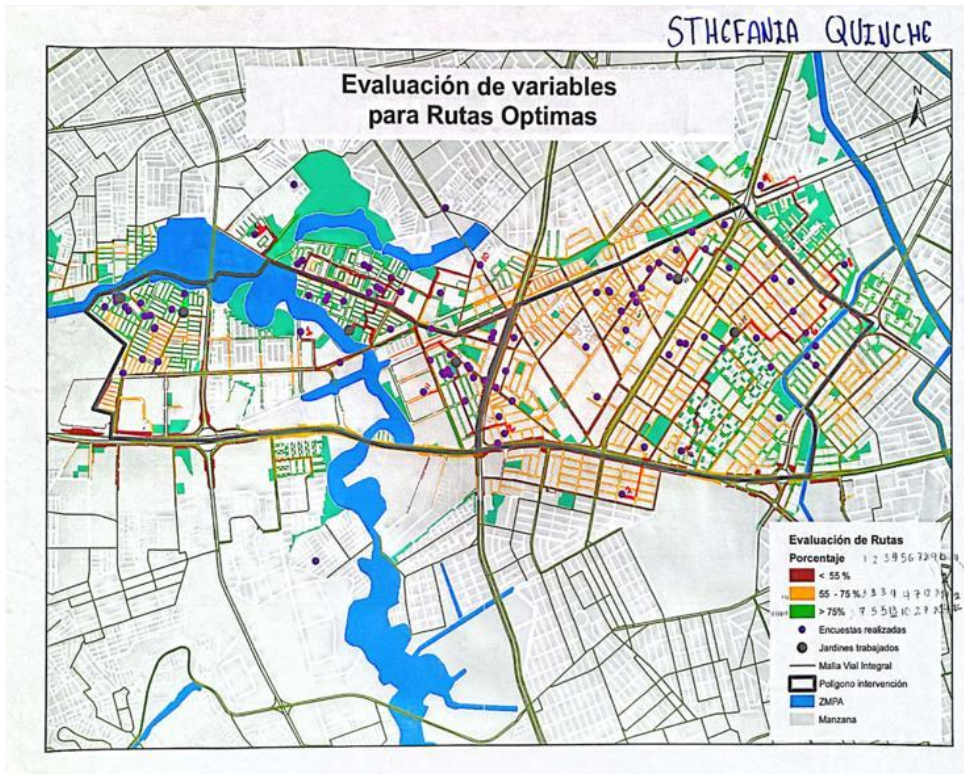 STHEFANIA QUINCHE
Evaluación de variables
para Rutas Optimas
N
Evaluación de Rutas
Porcentaje
< 55 %
55 - 75 %
> 75%
Encuestas realizadas
Jardines trabajados
Malla Vial Integral
Polígono intervención
ZMPA
Manzana